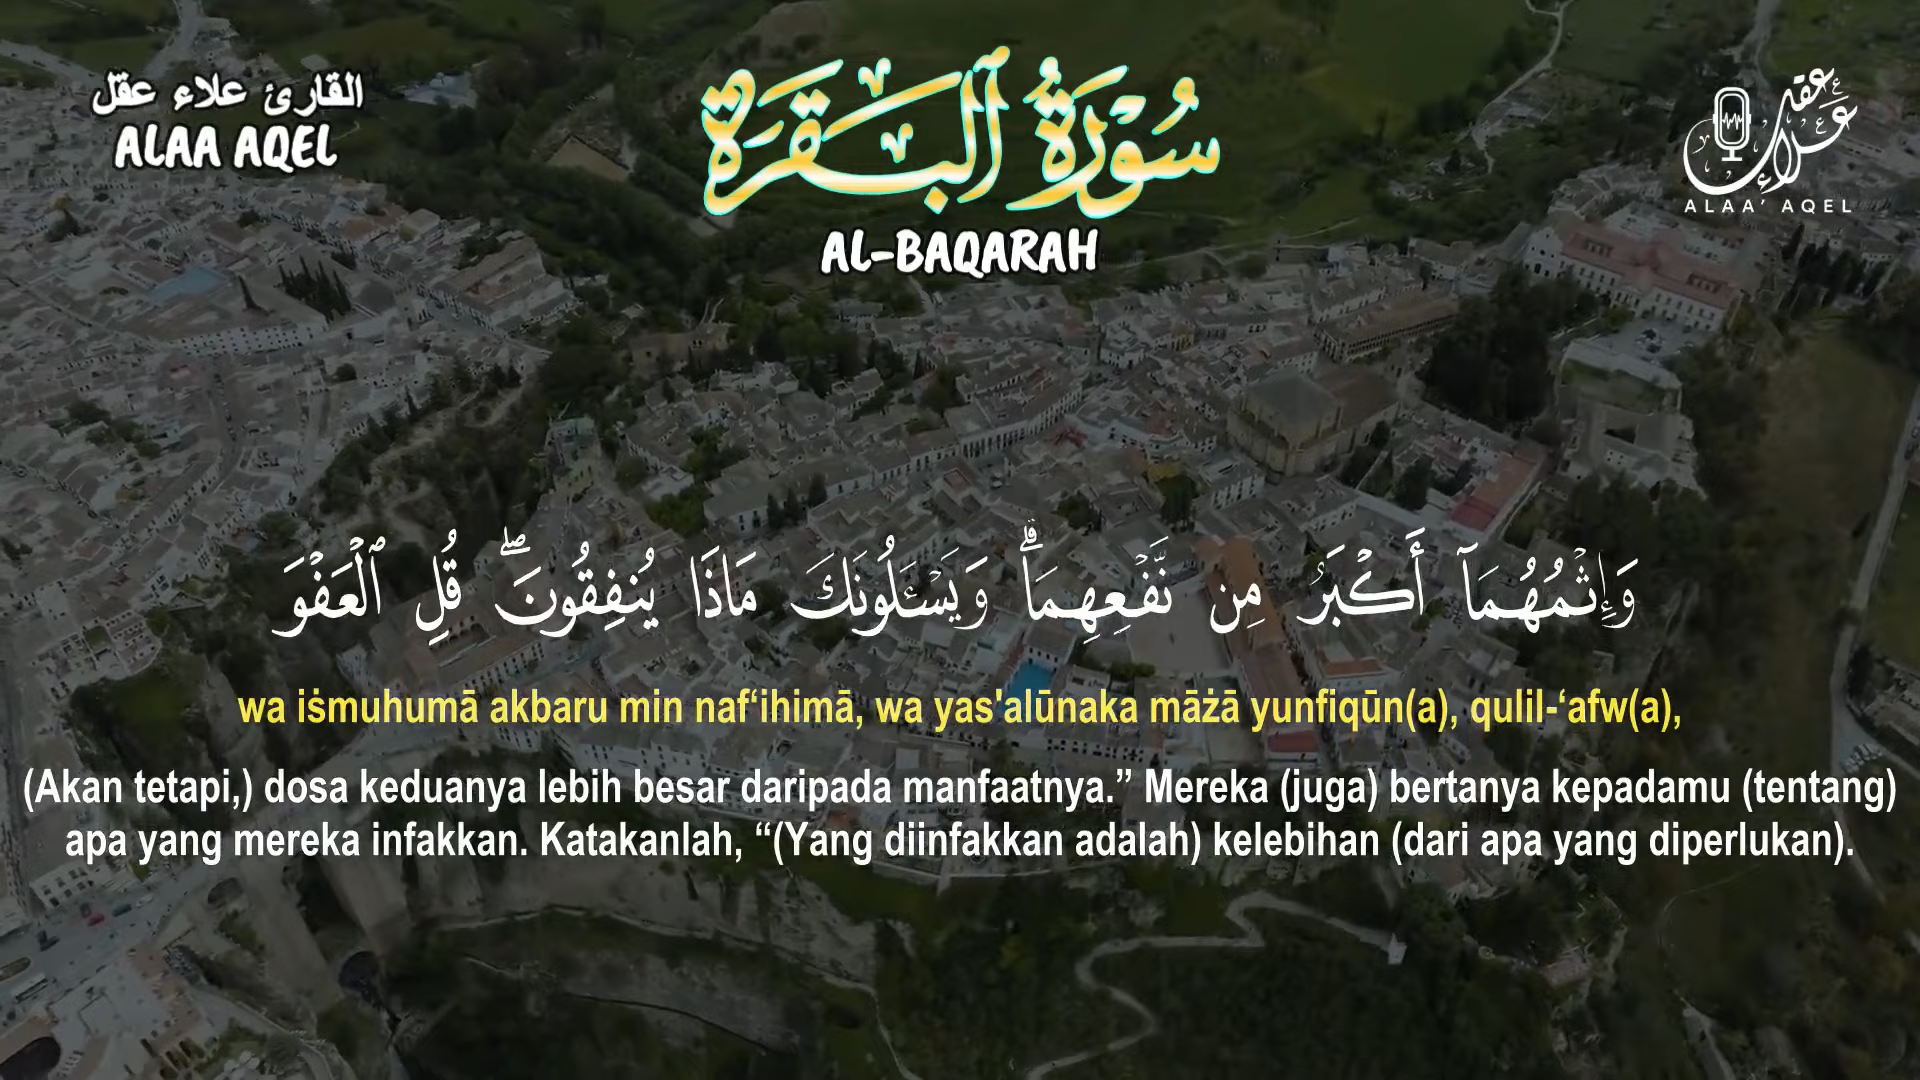 القارئ علاء عقل
ALAA AQEL
سُوۡرَةُ ٱلۡبَقَرَةِ
AL-BAQARAH
علاء عقل
ALAA' AQEL
وَإِثۡمُهُمَآ أَكۡبَرُ مِن نَّفۡعِهِمَاۗ وَيَسۡـَٔلُونَكَ مَاذَا يُنفِقُونَۖ قُلِ ٱلۡعَفۡوَ
wa iṡmuhumā akbaru min naf‘ihimā, wa yas'alūnaka māżā yunfiqūn(a), qulil-‘afw(a),
(Akan tetapi,) dosa keduanya lebih besar daripada manfaatnya.” Mereka (juga) bertanya kepadamu (tentang)
apa yang mereka infakkan. Katakanlah, “(Yang diinfakkan adalah) kelebihan (dari apa yang diperlukan).